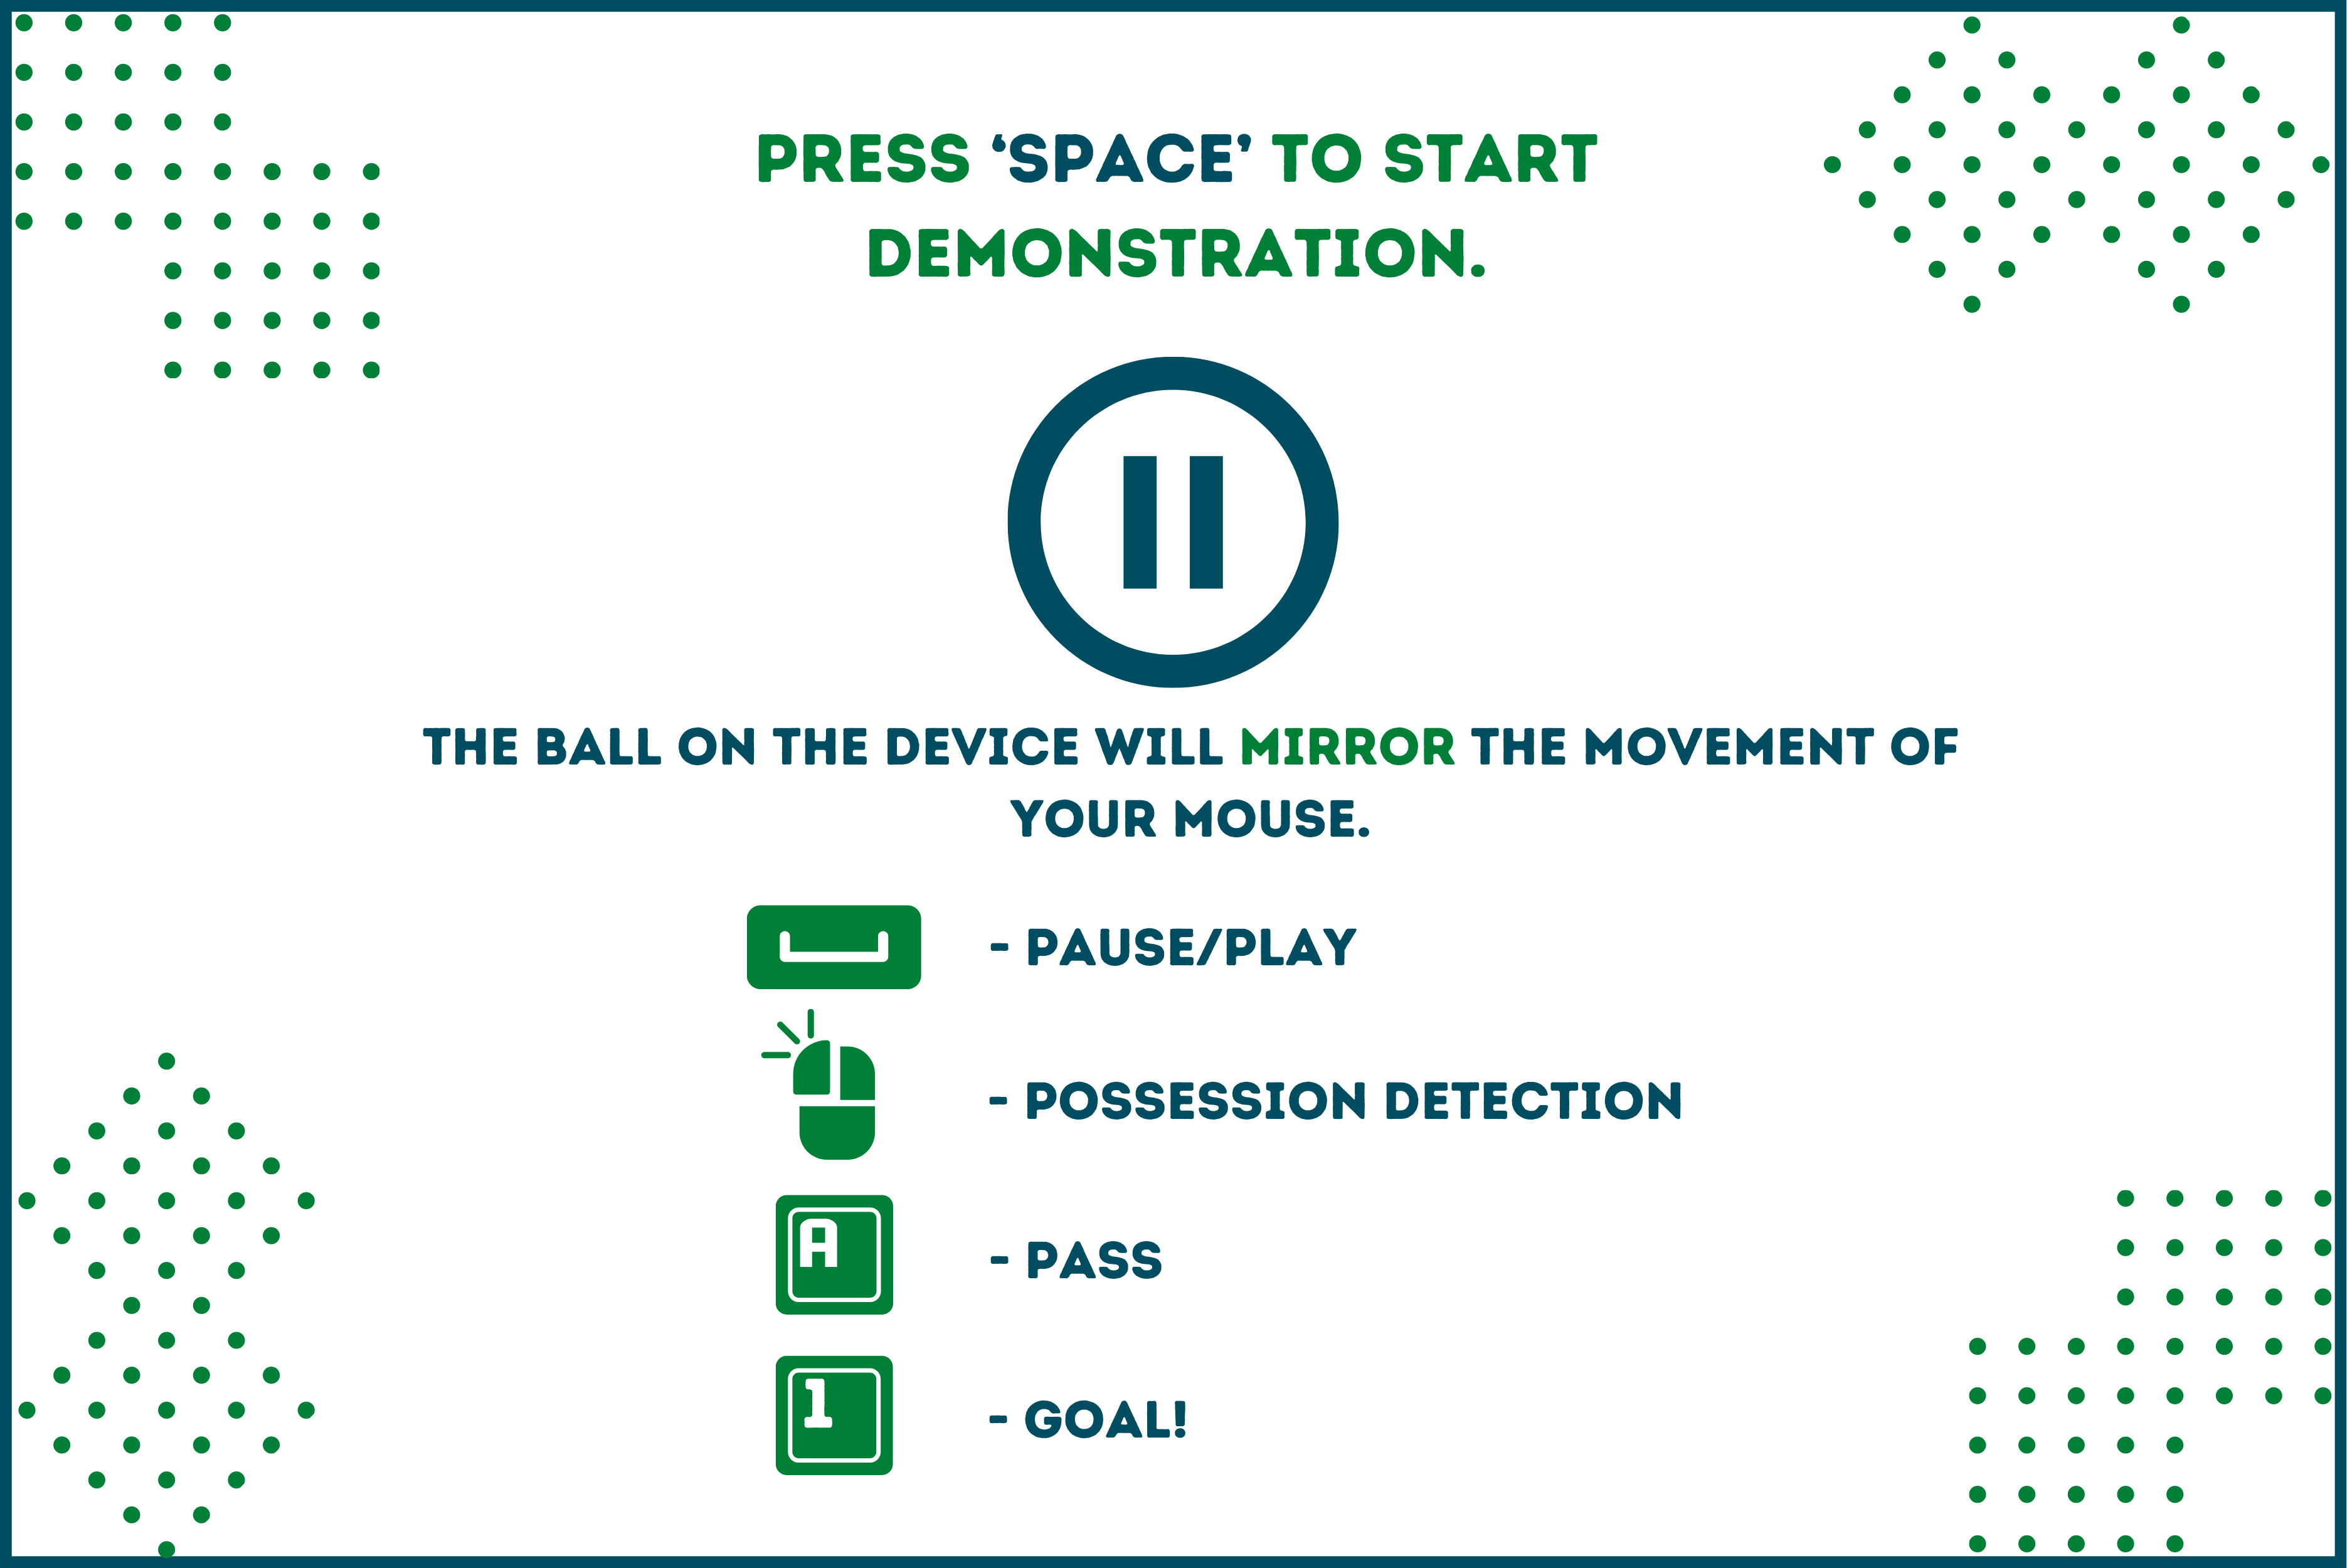 PRESS ‘SPACE’ TO START
DEMONSTRATION.
THE BALL ON THE DEVICE WILL MIRROR THE MOVEMENT OF
YOUR MOUSE.
- PAUSE/PLAY
- POSSESSION DETECTION
A - PASS
1 - GOAL!